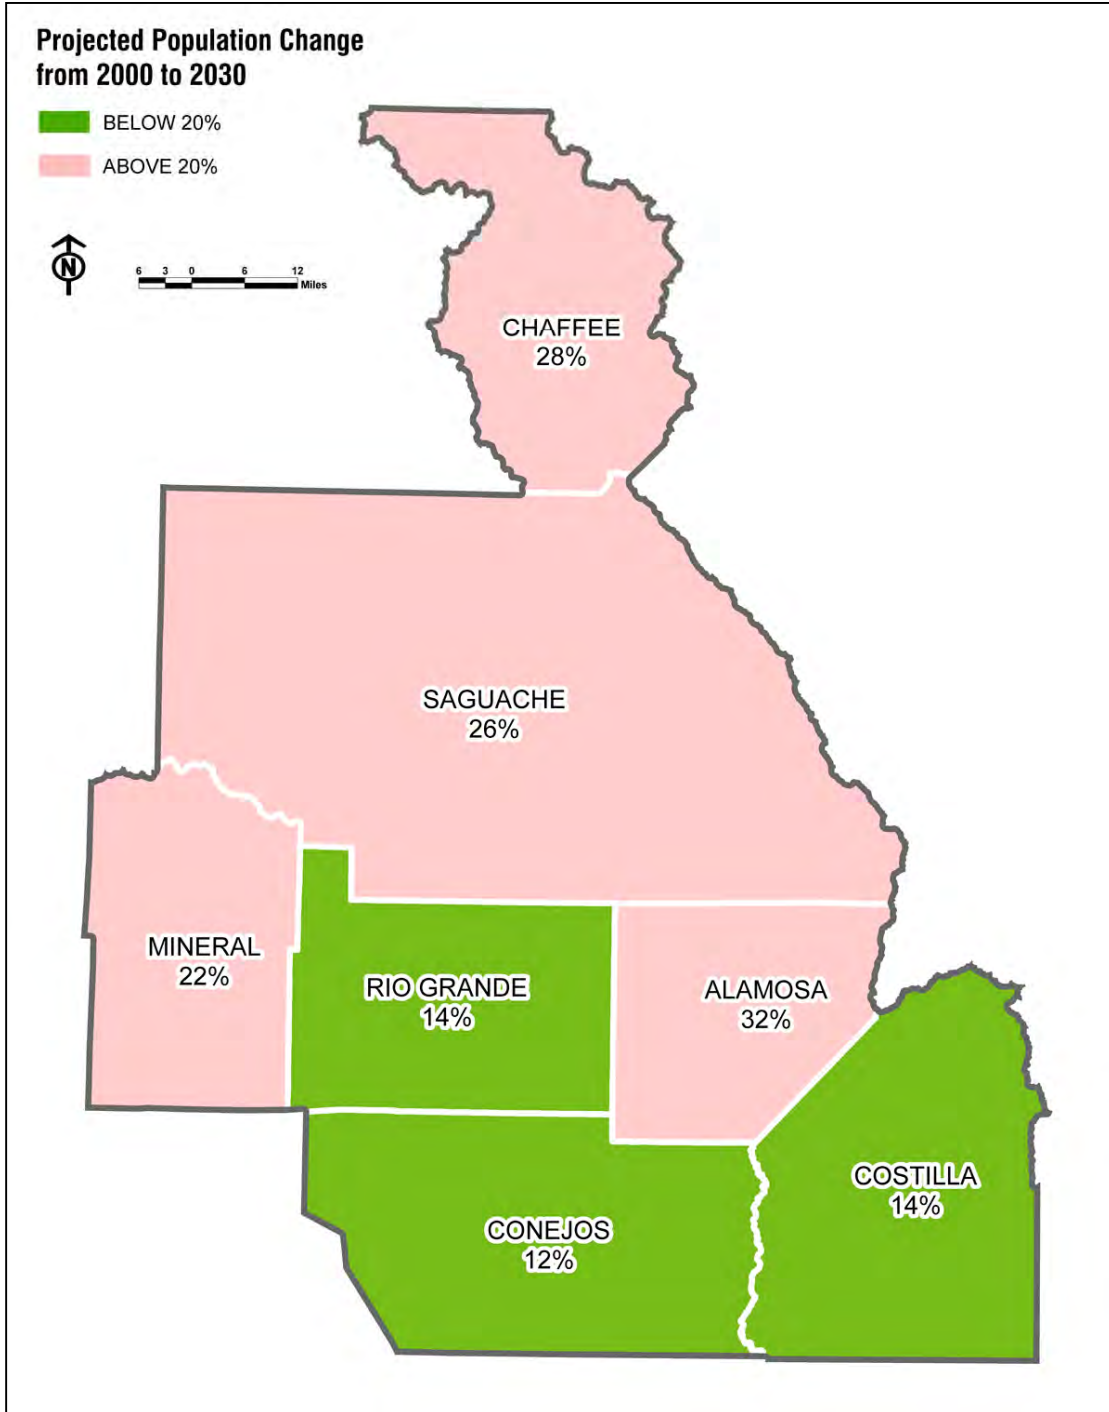 Projected Population Change
from 2000 to 2030
BELOW 20%
ABOVE 20%
N
6 3 0 6 12
Miles
CHAFFEE
28%
SAGUACHE
26%
MINERAL
22%
RIO GRANDE
14%
ALAMOSA
32%
COSTILLA
14%
CONEJOS
12%